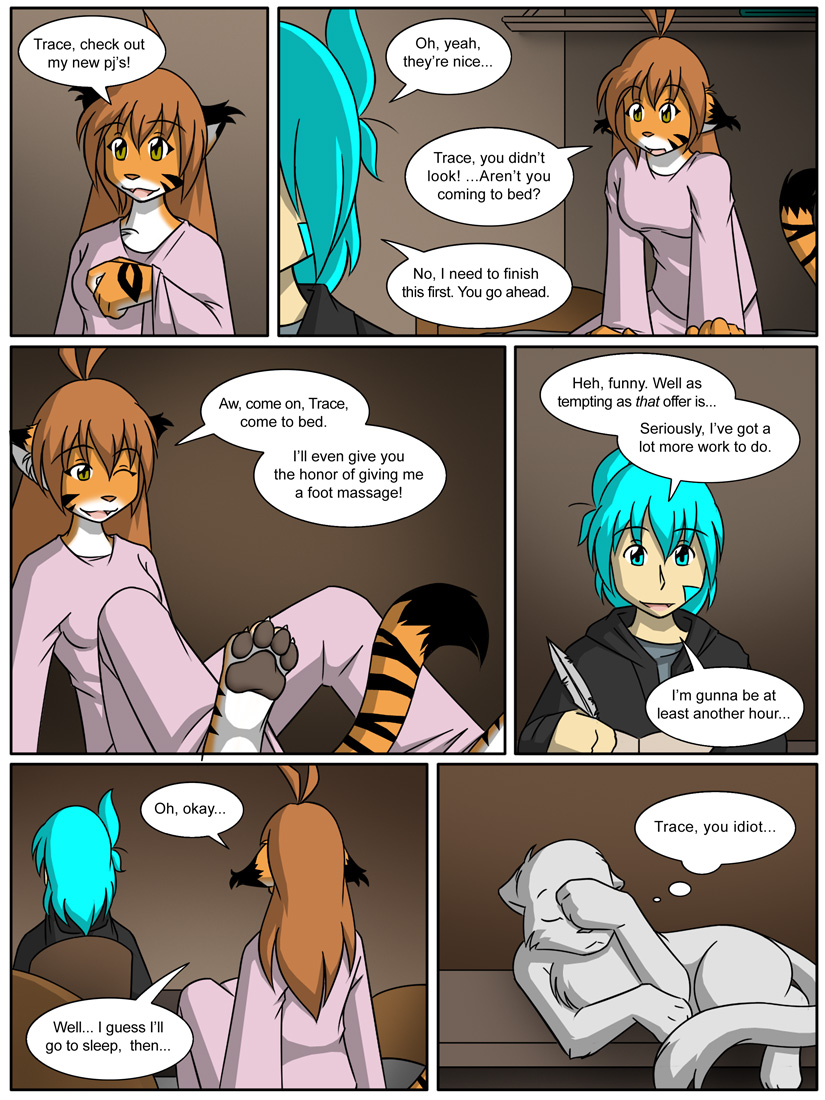 Trace, check out
my new pj's!
Oh, yeah,
they're nice...
Trace, you didn't
look! ...Aren't you
coming to bed?
No, I need to finish
this first. You go ahead.
Aw, come on, Trace,
come to bed.
I'll even give you
the honor of giving me
a foot massage!
Heh, funny. Well as
tempting as that offer is...
Seriously, I've got a
lot more work to do.
I'm gunna be at
least another hour...
Oh, okay...
Well... I guess I'll
go to sleep, then...
Trace, you idiot...